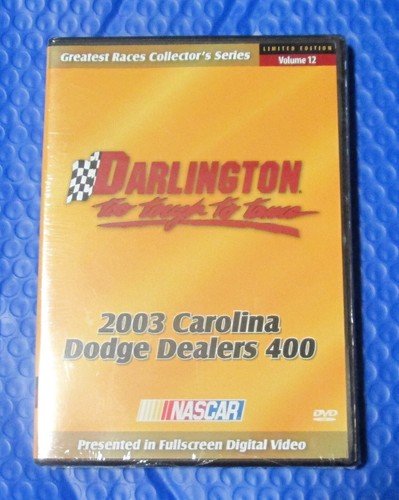 Greatest Races Collector's Series
LIMITED EDITION
Volume 12
DARLINGTON
too tough to tame
2003 Carolina
Dodge Dealers 400
NASCAR
DVD
Presented in Fullscreen Digital Video